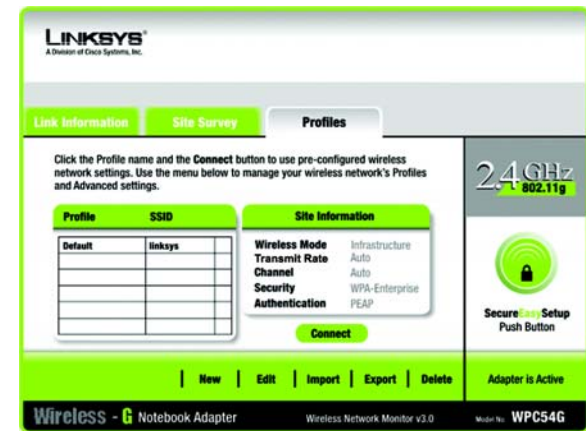 LINKSYS®
A Division of Cisco Systems, Inc.
Link Information Site Survey Profiles
Click the Profile name and the Connect button to use pre-configured wireless
network settings. Use the menu below to manage your wireless network's Profiles
and Advanced settings.
2.4GHz
802.11g
Profile SSID
Default linksys
Site Information
Wireless Mode Infrastructure
Transmit Rate Auto
Channel Auto
Security WPA-Enterprise
Authentication PEAP
Connect
SecureEasySetup
Push Button
New Edit Import Export Delete
Adapter is Active
Wireless - G Notebook Adapter
Wireless Network Monitor v3.0
Model No. WPC54G